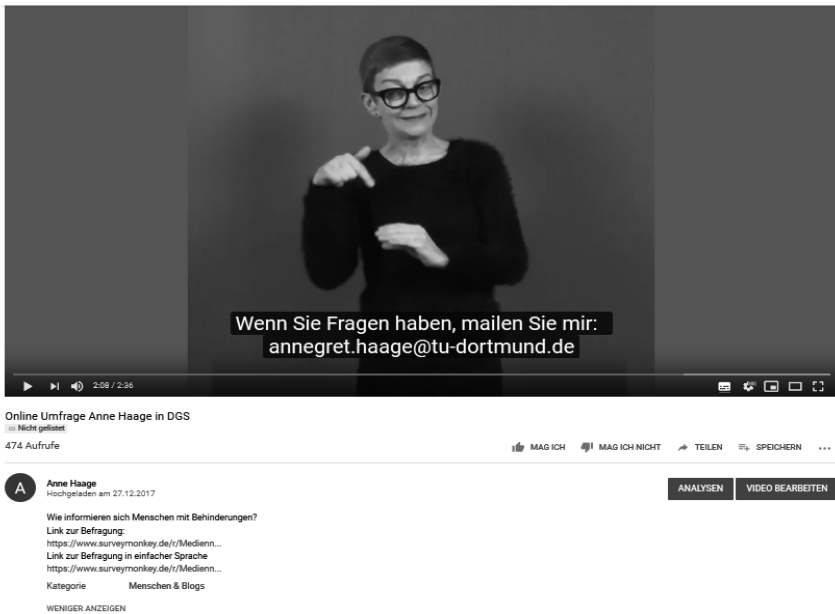 Wenn Sie Fragen haben, mailen Sie mir:
annegret.haage@tu-dortmund.de
2:08 / 2:36
Online Umfrage Anne Haage in DGS
Nicht gelistet
474 Aufrufe
MAG ICH MAG ICH NICHT TEILEN SPEICHERN
A
Anne Haage
Hochgeladen am 27.12.2017
ANALYSEN VIDEO BEARBEITEN
Wie informieren sich Menschen mit Behinderungen?
Link zur Befragung:
https://www.surveymonkey.de/r/Medienn...
Link zur Befragung in einfacher Sprache
https://www.surveymonkey.de/r/Medienn...
Kategorie Menschen & Blogs
WENIGER ANZEIGEN